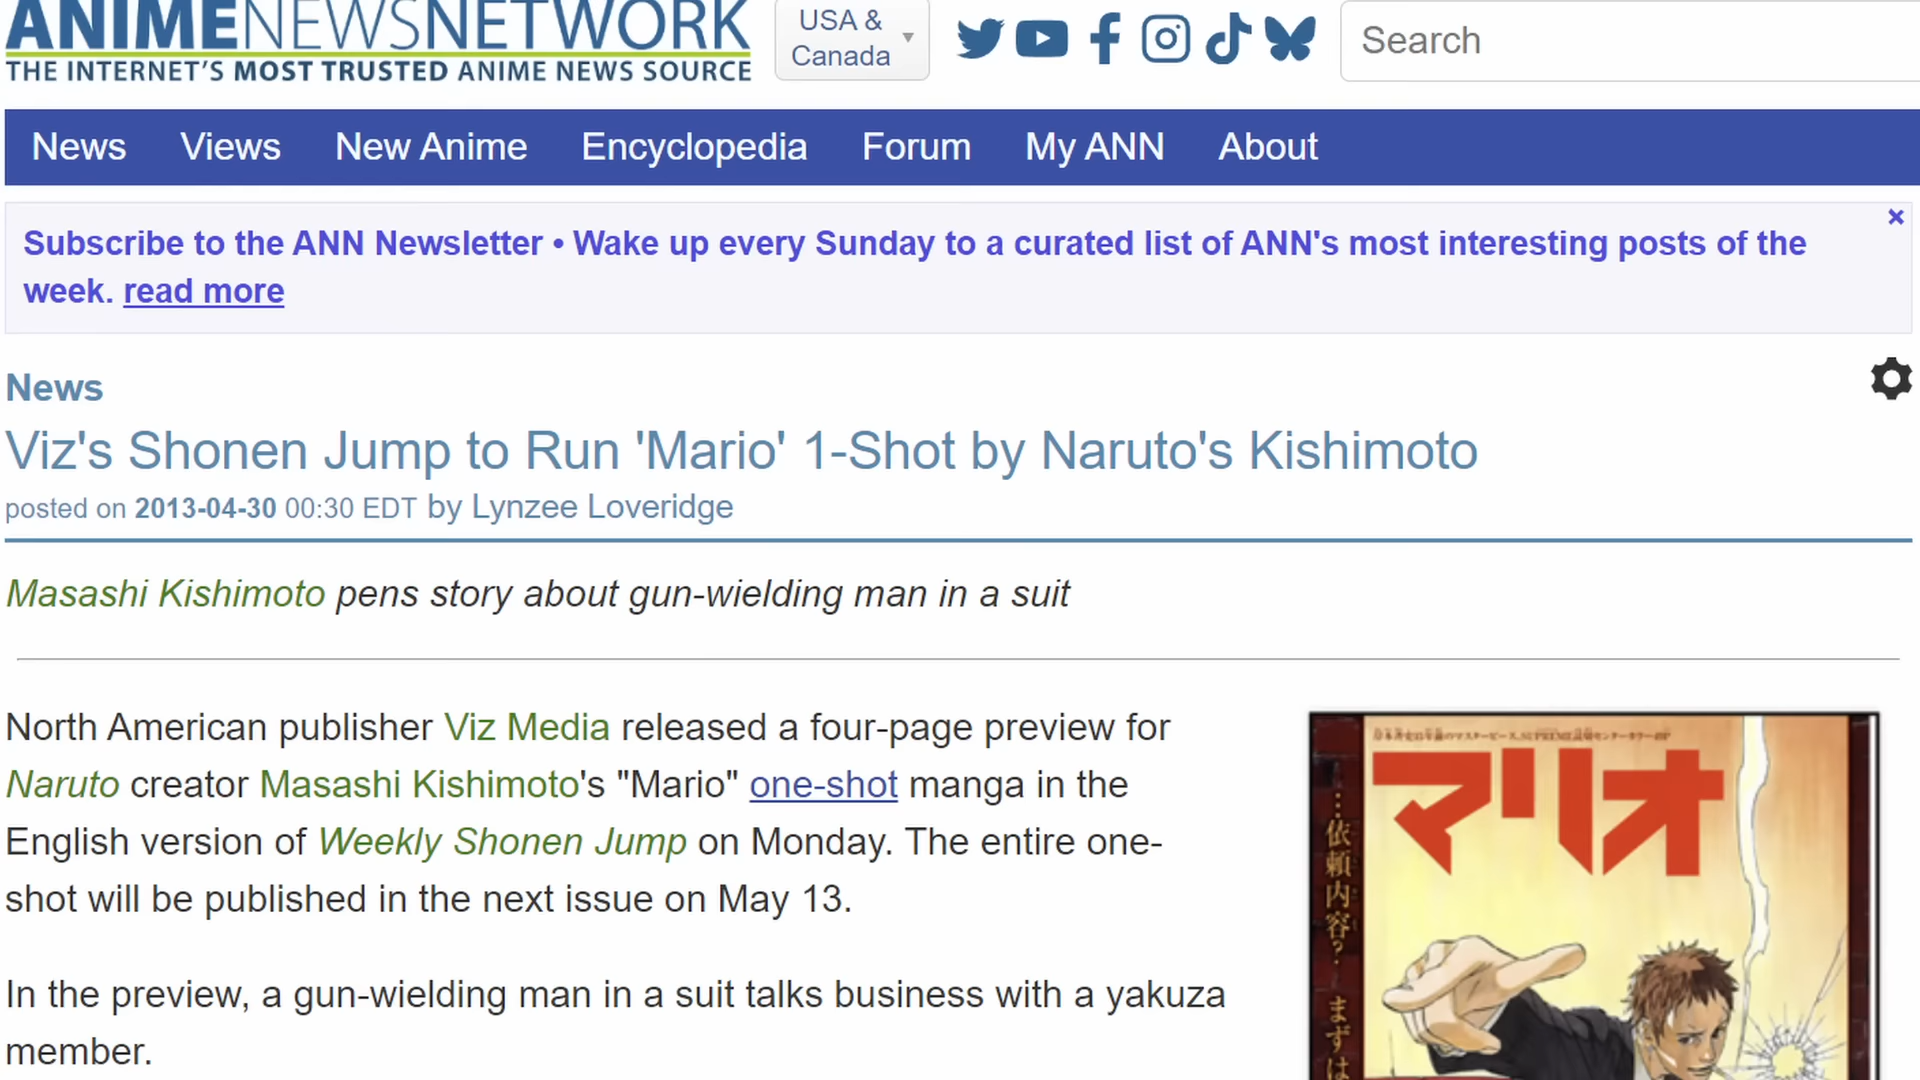 ANIMENEWSNETWORK
THE INTERNET'S MOST TRUSTED ANIME NEWS SOURCE
USA &
Canada
Search
News Views New Anime Encyclopedia Forum My ANN About
Subscribe to the ANN Newsletter • Wake up every Sunday to a curated list of ANN's most interesting posts of the
week. read more
News
Viz's Shonen Jump to Run 'Mario' 1-Shot by Naruto's Kishimoto
posted on 2013-04-30 00:30 EDT by Lynzee Loveridge
Masashi Kishimoto pens story about gun-wielding man in a suit
North American publisher Viz Media released a four-page preview for
Naruto creator Masashi Kishimoto's "Mario" one-shot manga in the
English version of Weekly Shonen Jump on Monday. The entire one-
shot will be published in the next issue on May 13.
In the preview, a gun-wielding man in a suit talks business with a yakuza
member.
マリオ
…依頼内容?
まずは